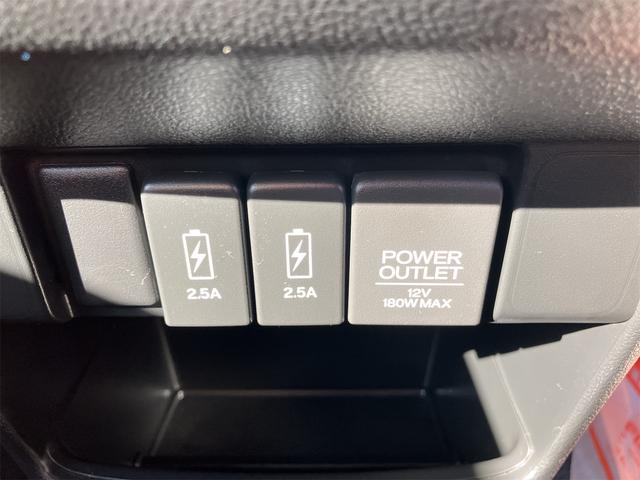 2.5A
2.5A
POWER
OUTLET
12V
180W MAX